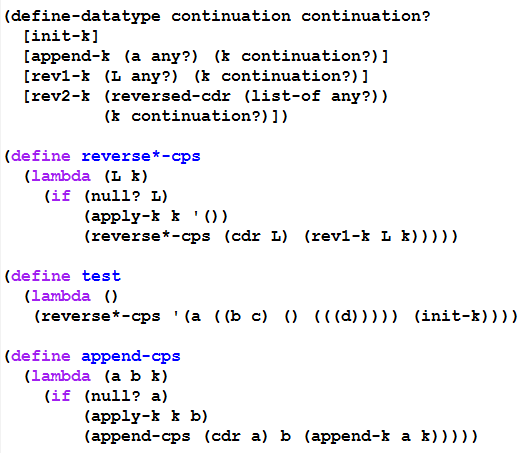 (define-datatype continuation continuation?
  [init-k]
  [append-k (a any?) (k continuation?)]
  [rev1-k (L any?) (k continuation?)]
  [rev2-k (reversed-cdr (list-of any?))
          (k continuation?)])
(define reverse*-cps
  (lambda (L k)
    (if (null? L)
        (apply-k k '())
        (reverse*-cps (cdr L) (rev1-k L k)))))
(define test
  (lambda ()
   (reverse*-cps '(a ((b c) () (((d))))) (init-k))))
(define append-cps
  (lambda (a b k)
    (if (null? a)
        (apply-k k b)
        (append-cps (cdr a) b (append-k a k)))))